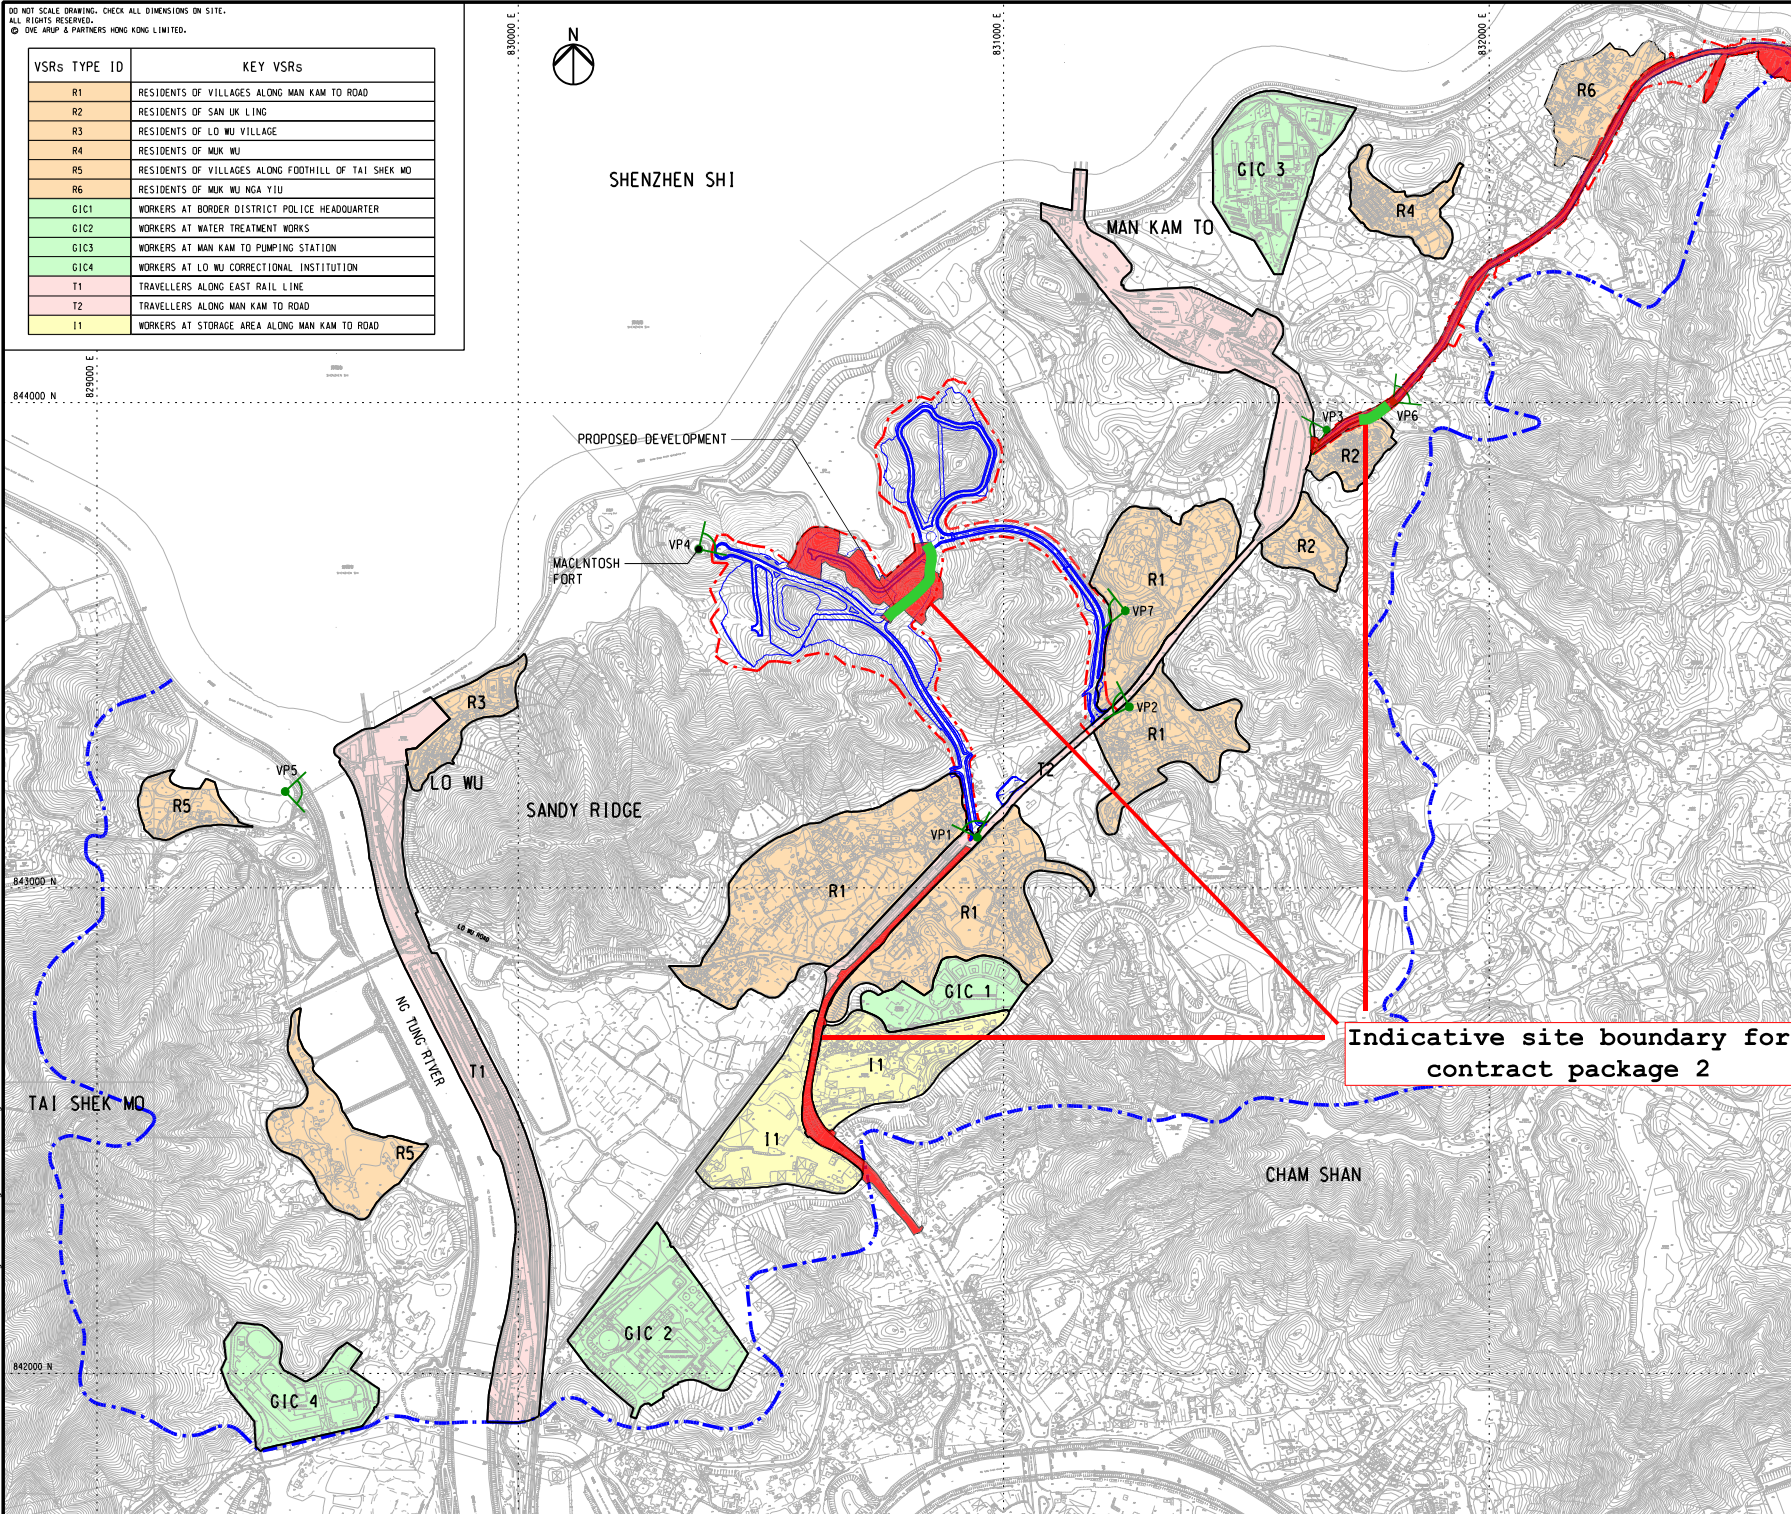 DO NOT SCALE DRAWING. CHECK ALL DIMENSIONS ON SITE.
ALL RIGHTS RESERVED.
© OVE ARUP & PARTNERS HONG KONG LIMITED.
VSRs TYPE ID KEY VSRs
R1 RESIDENTS OF VILLAGES ALONG MAN KAM TO ROAD
R2 RESIDENTS OF SAN UK LING
R3 RESIDENTS OF LO WU VILLAGE
R4 RESIDENTS OF MUK WU
R5 RESIDENTS OF VILLAGES ALONG FOOTHILL OF TAI SHEK MO
R6 RESIDENTS OF MUK WU NGA YIU
GIC1 WORKERS AT BORDER DISTRICT POLICE HEADQUARTER
GIC2 WORKERS AT WATER TREATMENT WORKS
GIC3 WORKERS AT MAN KAM TO PUMPING STATION
GIC4 WORKERS AT LO WU CORRECTIONAL INSTITUTION
T1 TRAVELLERS ALONG EAST RAIL LINE
T2 TRAVELLERS ALONG MAN KAM TO ROAD
I1 WORKERS AT STORAGE AREA ALONG MAN KAM TO ROAD
N
830000 E
831000 E
832000 E
829000 E
R6
GIC 3
SHENZHEN SHI
R4
MAN KAM TO
844000 N
VP3
VP6
PROPOSED DEVELOPMENT
R2
VP4
R2
MACLNTOSH
FORT
R1
VP7
R3
VP2
R1
VP5
T2
LO WU
R5
SANDY RIDGE
VP1
843000 N
R1
R1
LO WU ROAD
GIC 1
NG TUNG RIVER
Indicative site boundary for
contract package 2
I1
T1
TAI SHEK MO
I1
R5
CHAM SHAN
GIC 2
842000 N
GIC 4